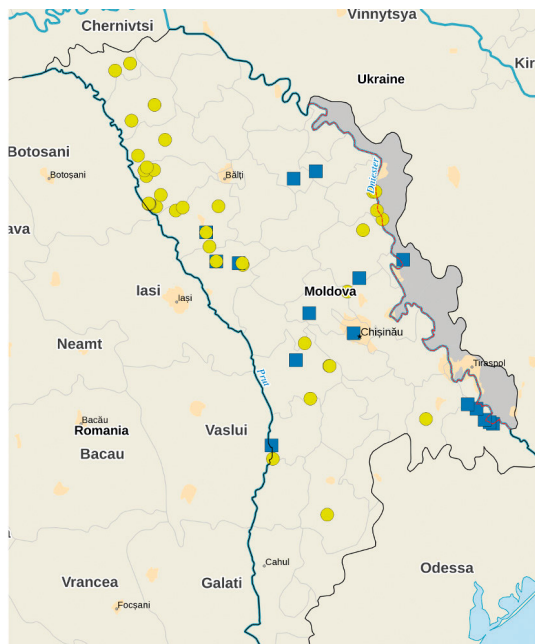 Vinnytsya
Chernivtsi
Kir
Ukraine
Botosani
Botoșani
Bălți
Dniester
ava
Iasi
Iași
Moldova
Chișinău
Neamt
Tiraspol
Prut
Bacău
Romania
Vaslui
Bacau
Cahul
Odessa
Vrancea
Galati
Focșani